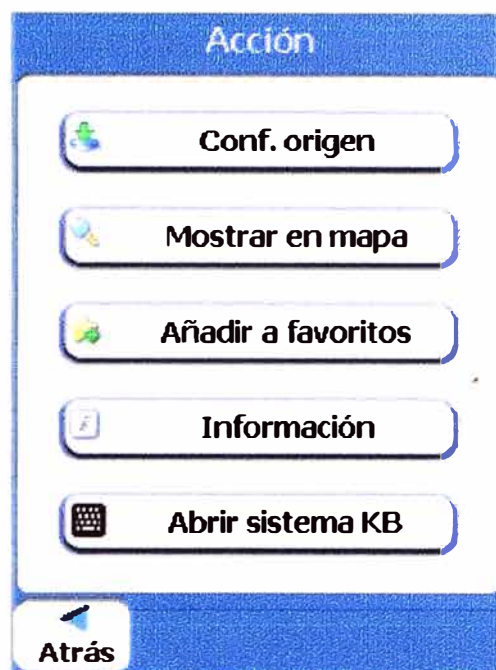 Acción
Conf. origen
Mostrar en mapa
Añadir a favoritos
Información
Abrir sistema KB
Atrás